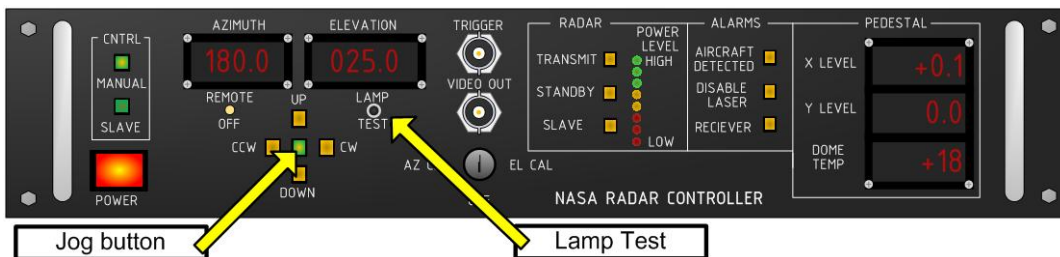 CNTRL
MANUAL
SLAVE
POWER
AZIMUTH
180.0
REMOTE
OFF
ELEVATION
025.0
LAMP
TEST
UP
CCW
CW
DOWN
TRIGGER
VIDEO OUT
AZ
EL CAL
RADAR
TRANSMIT
STANDBY
SLAVE
POWER
LEVEL
HIGH
LOW
ALARMS
AIRCRAFT
DETECTED
DISABLE
LASER
RECIEVER
NASA RADAR CONTROLLER
PEDESTAL
X LEVEL
+0.1
Y LEVEL
0.0
DOME
TEMP
+18
Jog button
Lamp Test